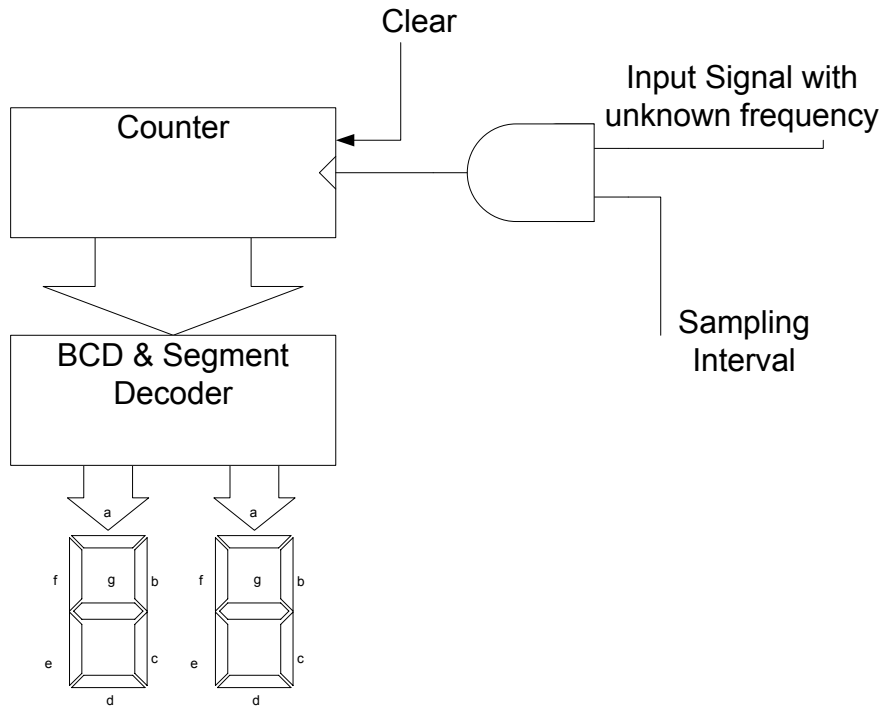 Clear
Input Signal with
unknown frequency
Counter
Sampling
Interval
BCD & Segment
Decoder
a
a
f
g
b
f
g
b
e
c
e
c
d
d